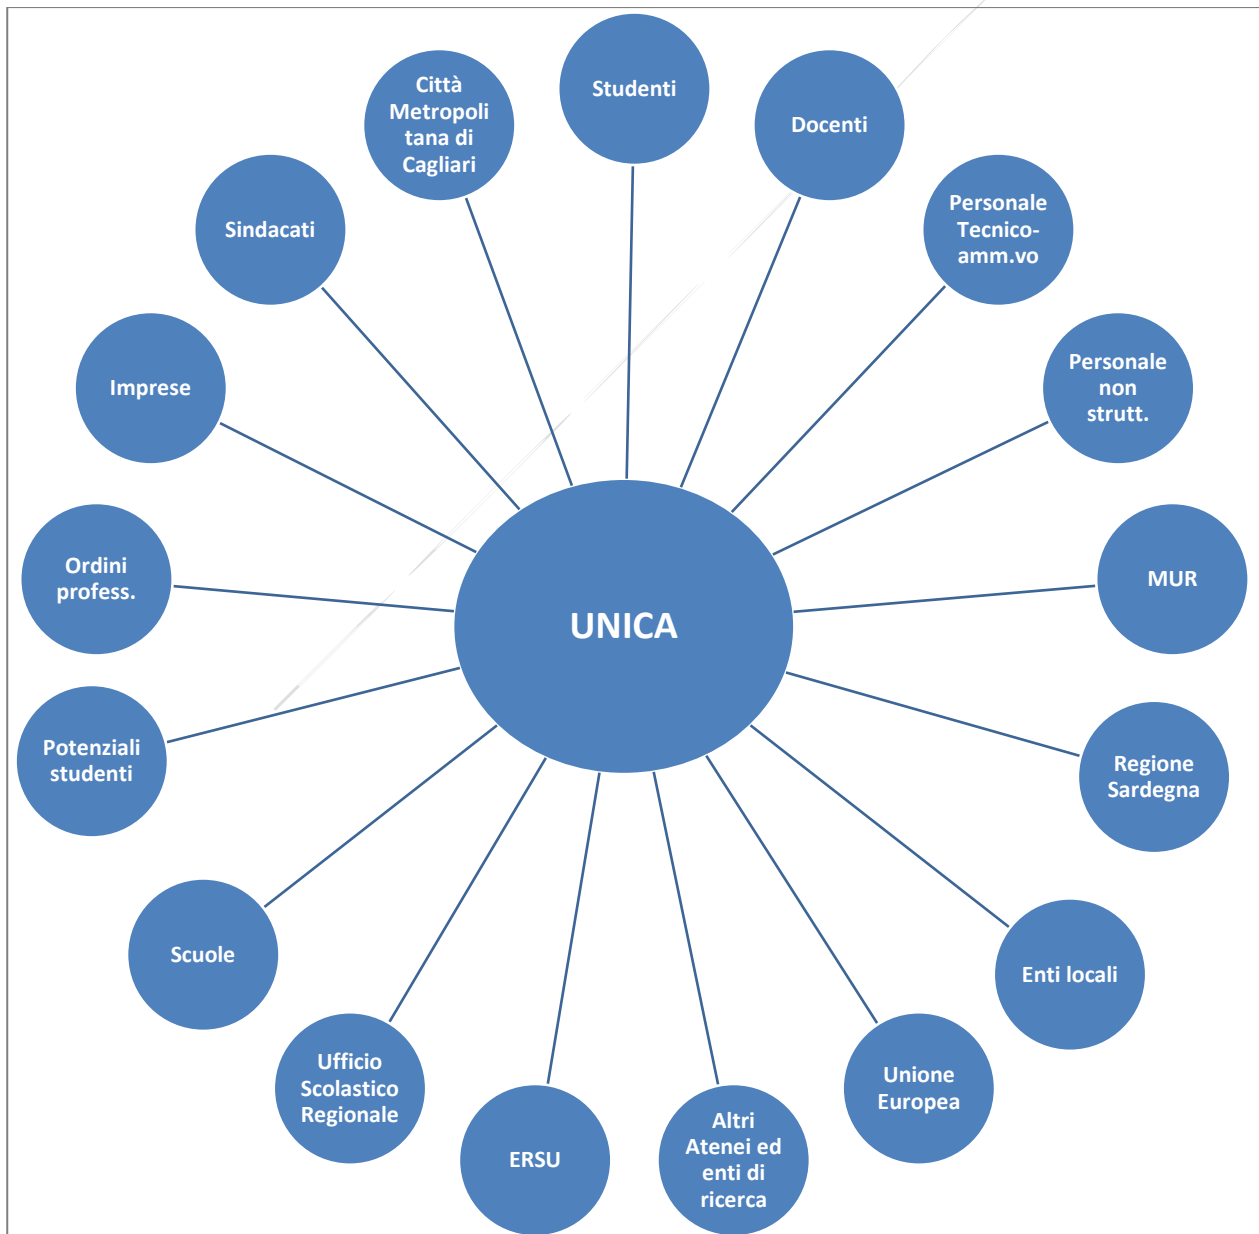 Studenti
Docenti
Personale
Tecnico-
amm.vo
Personale
non
strutt.
MUR
Regione
Sardegna
Enti locali
Unione
Europea
Altri
Atenei ed
enti di
ricerca
ERSU
Ufficio
Scolastico
Regionale
Scuole
Potenziali
studenti
Ordini
profess.
Imprese
Sindacati
Città
Metropoli
tana di
Cagliari
UNICA